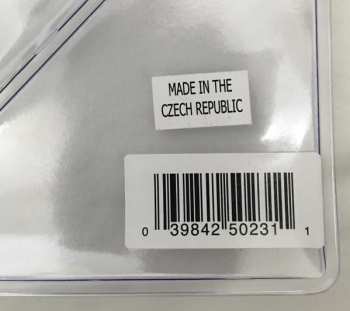 MADE IN THE
CZECH REPUBLIC
0 39842 50231 1